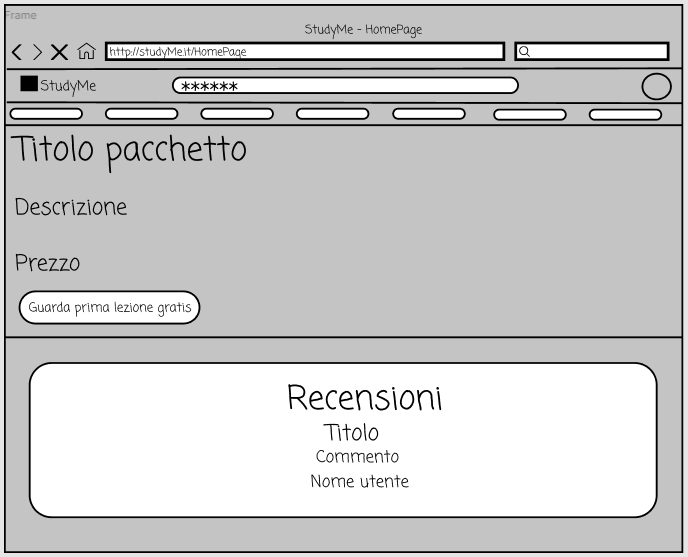 Frame
StudyMe - HomePage
http://studyMe.it/HomePage
StudyMe
******
Titolo pacchetto
Descrizione
Prezzo
Guarda prima lezione gratis
Recensioni
Titolo
Commento
Nome utente